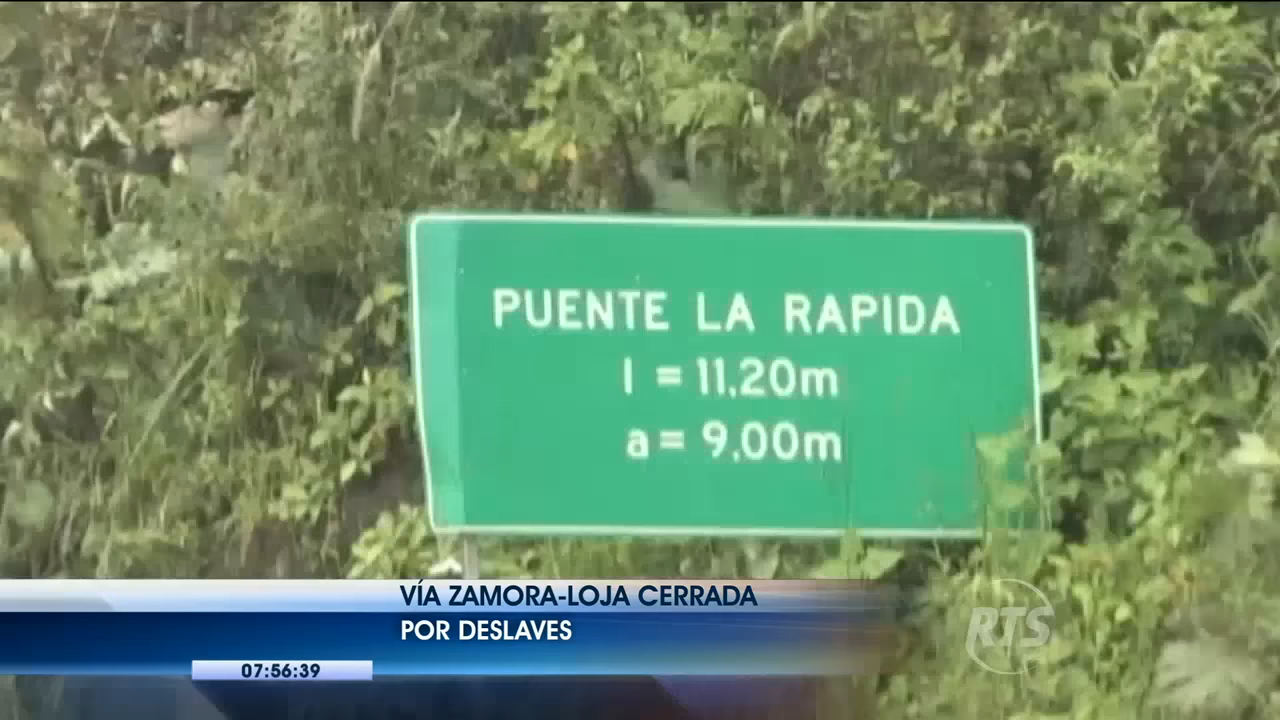 PUENTE LA RAPIDA
l = 11.20m
a = 9.00m
VÍA ZAMORA-LOJA CERRADA
POR DESLAVES
RTS
07:56:39